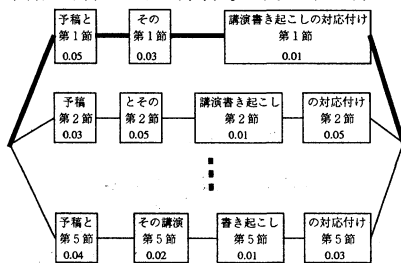 予稿と その 講演書き起こしの対応付け
第1節 第1節 第1節
0.05 0.03 0.01
予稿 とその 講演書き起こし の対応付け
第2節 第2節 第2節 第2節
0.03 0.05 0.01 0.05
予稿と その講演 書き起こし の対応付け
第5節 第5節 第5節 第5節
0.04 0.02 0.01 0.03